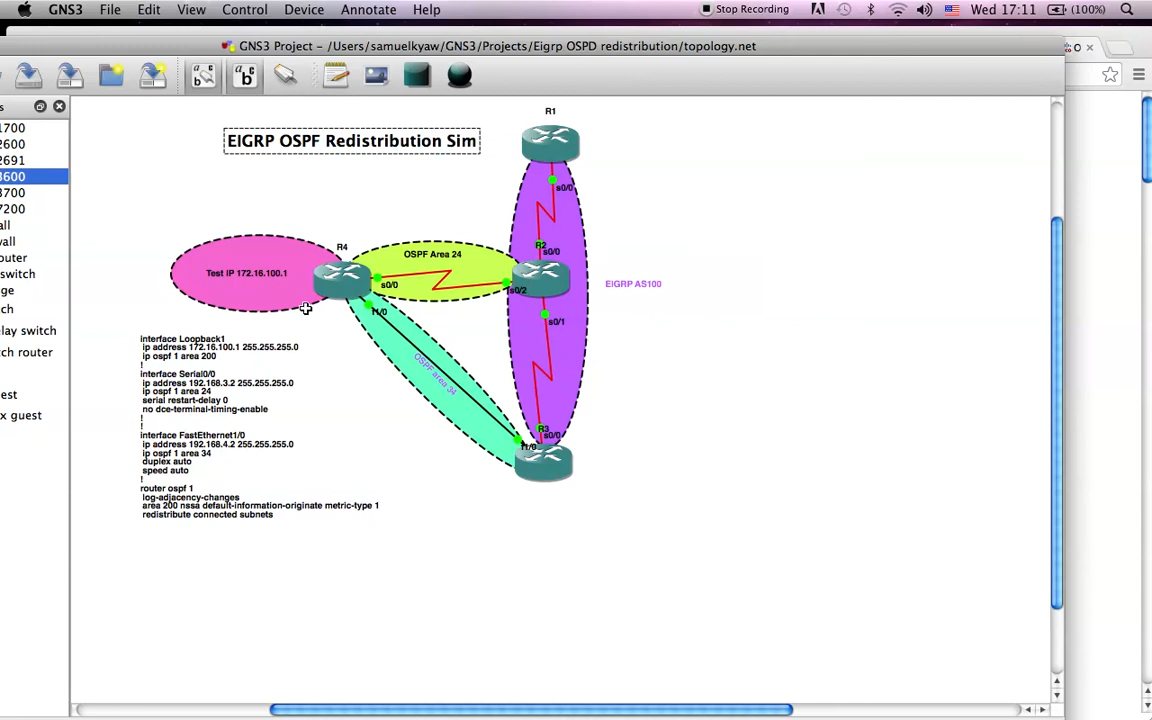 GNS3 File Edit View Control Device Annotate Help Stop Recording Wed 17:11 (100%)
GNS3 Project – /Users/samuelkyaw/GNS3/Projects/Eigrp OSPD redistribution/topology.net
s
1700
2600
2691
3600
3700
7200
all
wall
outer
switch
ge
ch
elay switch
tch router
est
x guest
EIGRP OSPF Redistribution Sim
R1
s0/0
R2
s0/0
R4
OSPF Area 24
Test IP 172.16.100.1
s0/0
s0/2
EIGRP AS100
f1/0
s0/1
OSPF area 34
R3
s0/0
f1/0
interface Loopback1
ip address 172.16.100.1 255.255.255.0
ip ospf 1 area 200
!
interface Serial0/0
ip address 192.168.3.2 255.255.255.0
ip ospf 1 area 24
serial restart-delay 0
no dce-terminal-timing-enable
!
!
interface FastEthernet1/0
ip address 192.168.4.2 255.255.255.0
ip ospf 1 area 34
duplex auto
speed auto
!
router ospf 1
log-adjacency-changes
area 200 nssa default-information-originate metric-type 1
redistribute connected subnets